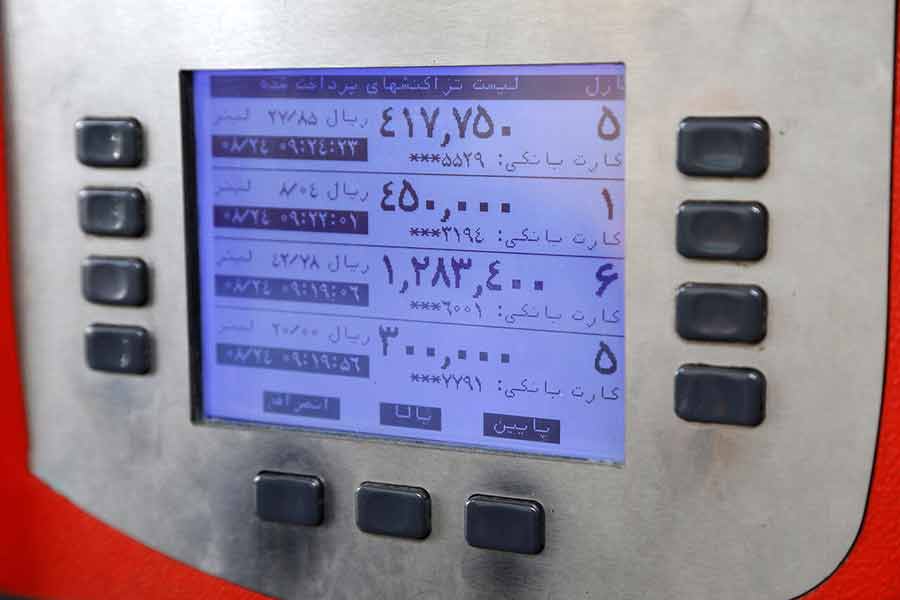 نازل لیست تراکنشهای پرداخت شده
۵ ۴۱۷,۷۵۰ ریال ۲۷/۸۵ لیتر
کارت بانکی: ۵۵۲۹*** ۰۸/۲۴ ۰۹:۲۴:۲۳
۱ ۴۵۰,۰۰۰ ریال ۸/۰۴ لیتر
کارت بانکی: ۳۱۹۴*** ۰۸/۲۴ ۰۹:۲۲:۰۱
۶ ۱,۲۸۳,۴۰۰ ریال ۴۲/۷۸ لیتر
کارت بانکی: ۶۰۰۱*** ۰۸/۲۴ ۰۹:۱۹:۰۶
۵ ۳۰۰,۰۰۰ ریال ۲۰/۰۰ لیتر
کارت بانکی: ۷۷۹۱*** ۰۸/۲۴ ۰۹:۱۹:۵۶
پایین بالا انصراف